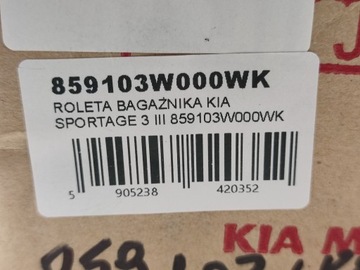 859103W000WK
ROLETA BAGAŻNIKA KIA
SPORTAGE 3 III 859103W000WK
5 905238 420352
KIA